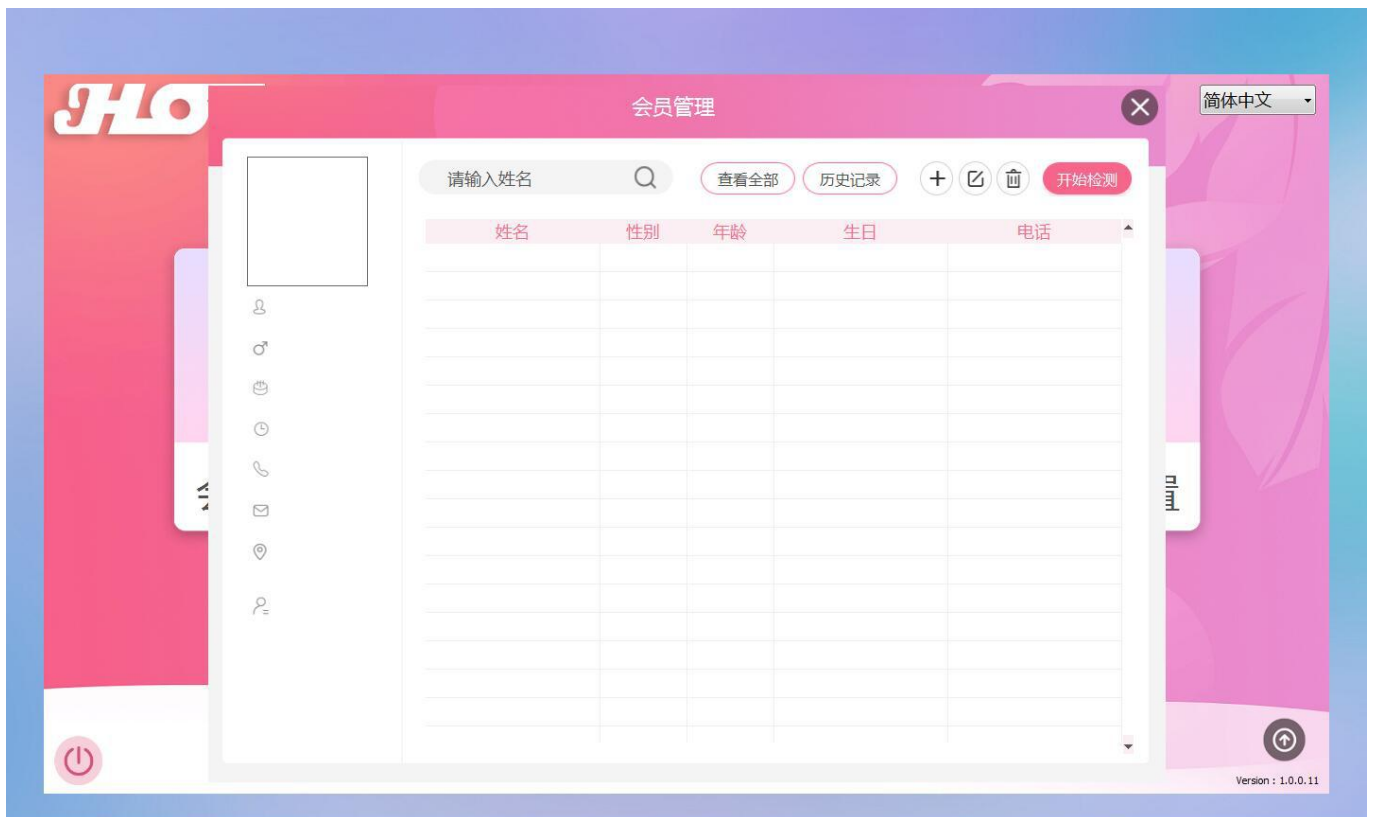 会员管理
简体中文
请输入姓名
查看全部
历史记录
开始检测
姓名 性别 年龄 生日 电话
Version : 1.0.0.11